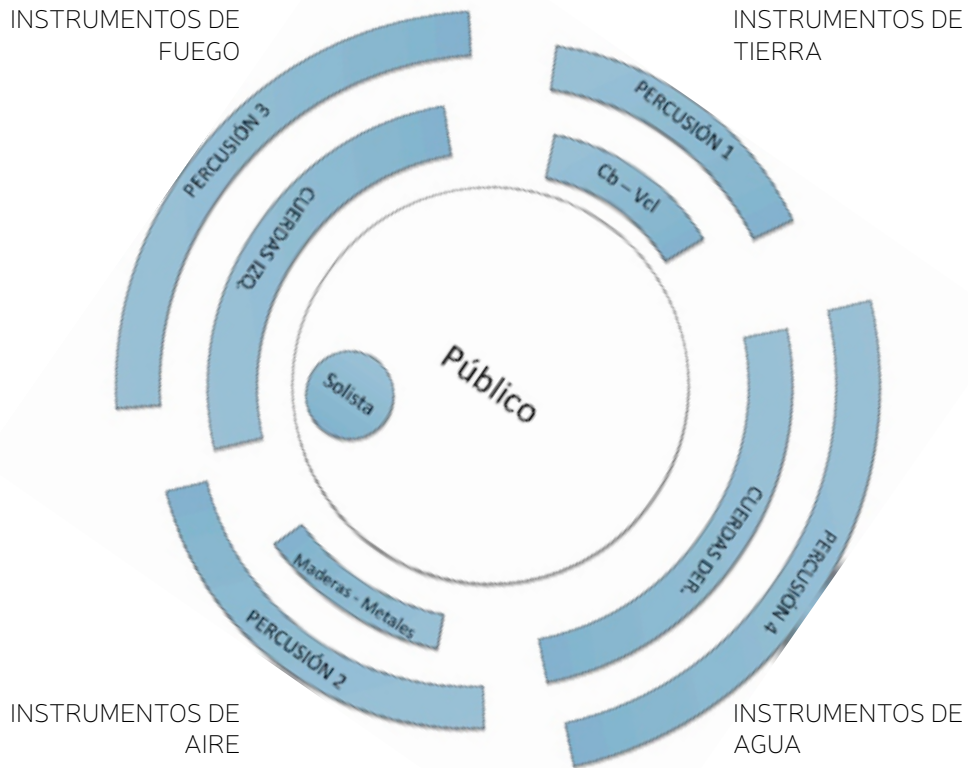 INSTRUMENTOS DE
FUEGO
INSTRUMENTOS DE
TIERRA
PERCUSIÓN 3
PERCUSIÓN 1
CUERDAS IZQ.
Cb – Vcl
Público
Solista
CUERDAS DER.
PERCUSIÓN 4
Maderas - Metales
PERCUSIÓN 2
INSTRUMENTOS DE
AIRE
INSTRUMENTOS DE
AGUA